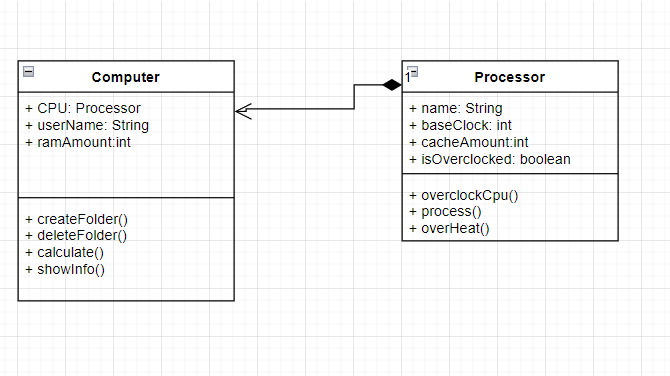 Computer
+ CPU: Processor
+ userName: String
+ ramAmount:int
+ createFolder()
+ deleteFolder()
+ calculate()
+ showInfo()
1
Processor
+ name: String
+ baseClock: int
+ cacheAmount:int
+ isOverclocked: boolean
+ overclockCpu()
+ process()
+ overHeat()